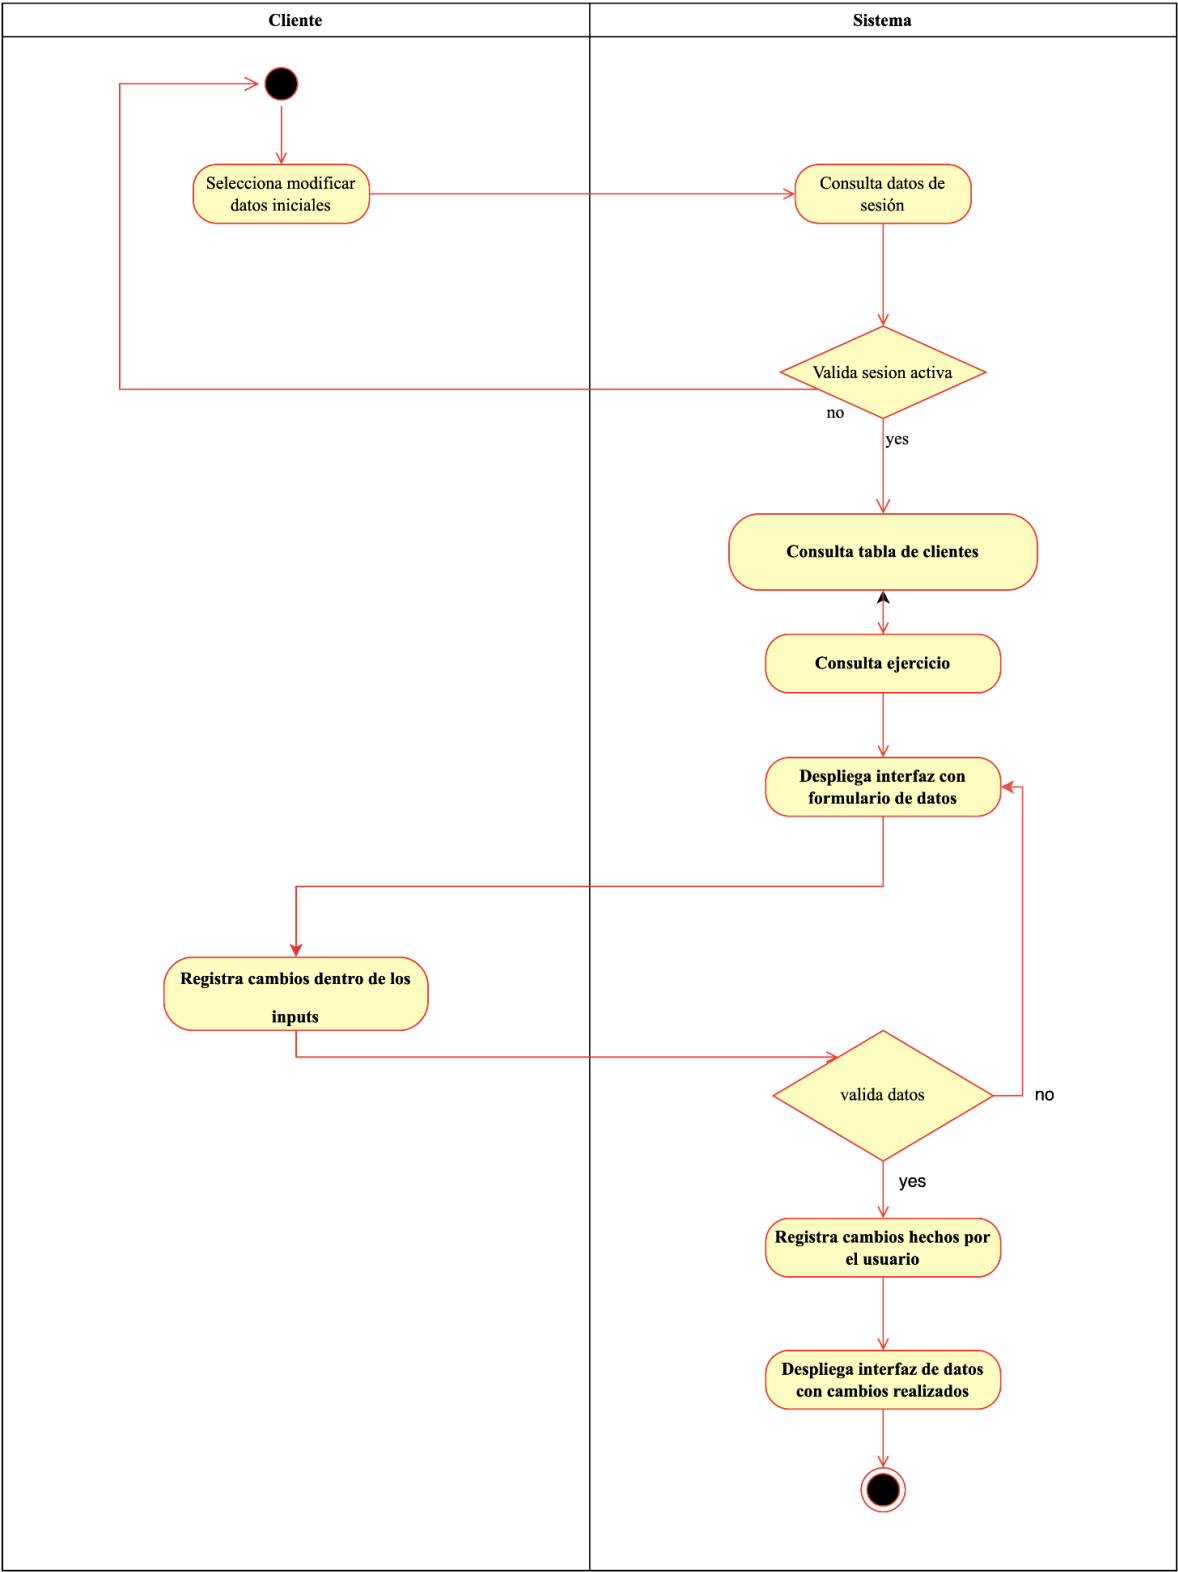 Cliente
Sistema
Selecciona modificar
datos iniciales
Consulta datos de
sesión
Valida sesion activa
no
yes
Consulta tabla de clientes
Consulta ejercicio
Despliega interfaz con
formulario de datos
Registra cambios dentro de los
inputs
valida datos
no
yes
Registra cambios hechos por
el usuario
Despliega interfaz de datos
con cambios realizados